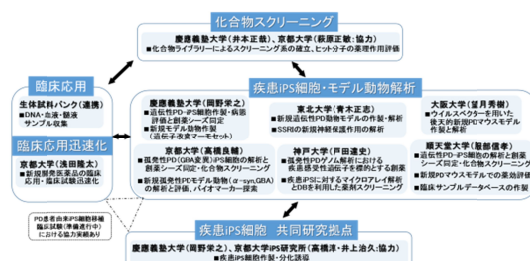 化合物スクリーニング
慶應義塾大学(井本正哉)、京都大学(萩原正敏:協力)
■化合物ライブラリーによるスクリーニング系の確立、ヒット分子の薬理作用評価
臨床応用
生体試料バンク(連携)
■DNA・血液・髄液
サンプル収集
臨床応用迅速化
京都大学(浅田隆太)
■新規開発医薬品の臨床
応用・臨床試験迅速化
疾患iPS細胞・モデル動物解析
慶應義塾大学(岡野栄之)
■遺伝性PD-iPS細胞作製・病態
評価と創薬シーズ同定
■新規モデル動物作製
(遺伝子改変マーモセット)
東北大学(青木正志)
■新規遺伝性PD動物モデルの作製・解析
■SSRIの新規神経保護作用の解析
大阪大学(望月秀樹)
■ウイルスベクターを用いた
後天的新規PCマウスモデル
作製と解析
京都大学(高橋良輔)
■孤発性PD(GBA変異)iPS細胞の解析と
創薬シーズ同定・化合物スクリーニング
■新規孤発性PDモデル動物(α-syn,GBA)
の解析と評価、バイオマーカー探索
神戸大学(戸田達史)
■孤発性PDゲノム解析における
疾患感受性遺伝子を標的とする創薬
■疾患iPSに対するマイクロアレイ解析
とDBを利用した薬剤スクリーニング
順天堂大学(服部信孝)
■遺伝性PD-iPS細胞の解析と創薬
シーズ同定・化合物スクリーニング
■新規PDマウスモデルでの薬効評価
■臨床サンプルデータベースの作製
PD患者由来iPS細胞移植
臨床試験(準備進行中)
における協力実績あり
疾患iPS細胞 共同研究拠点
慶應義塾大学(岡野栄之)、京都大学iPS研究所(高橋淳・井上治久:協力)
■疾患iPS細胞作製・分化誘導